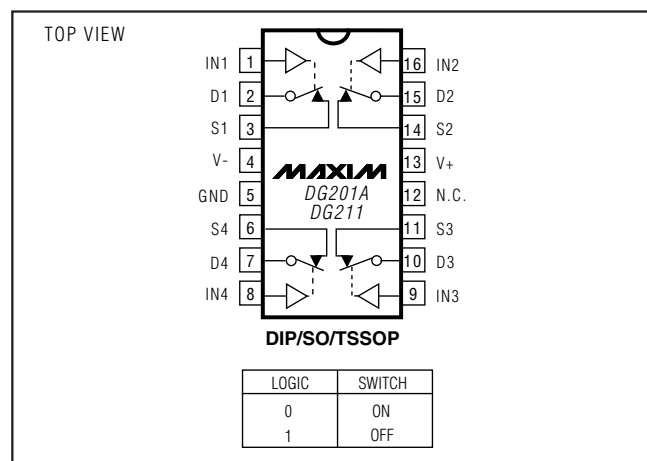 TOP VIEW
IN1 1 16 IN2
D1 2 15 D2
S1 3 14 S2
V- 4 13 V+
MAXIM
GND 5 DG201A 12 N.C.
DG211
S4 6 11 S3
D4 7 10 D3
IN4 8 9 IN3
DIP/SO/TSSOP
LOGIC SWITCH
0 ON
1 OFF